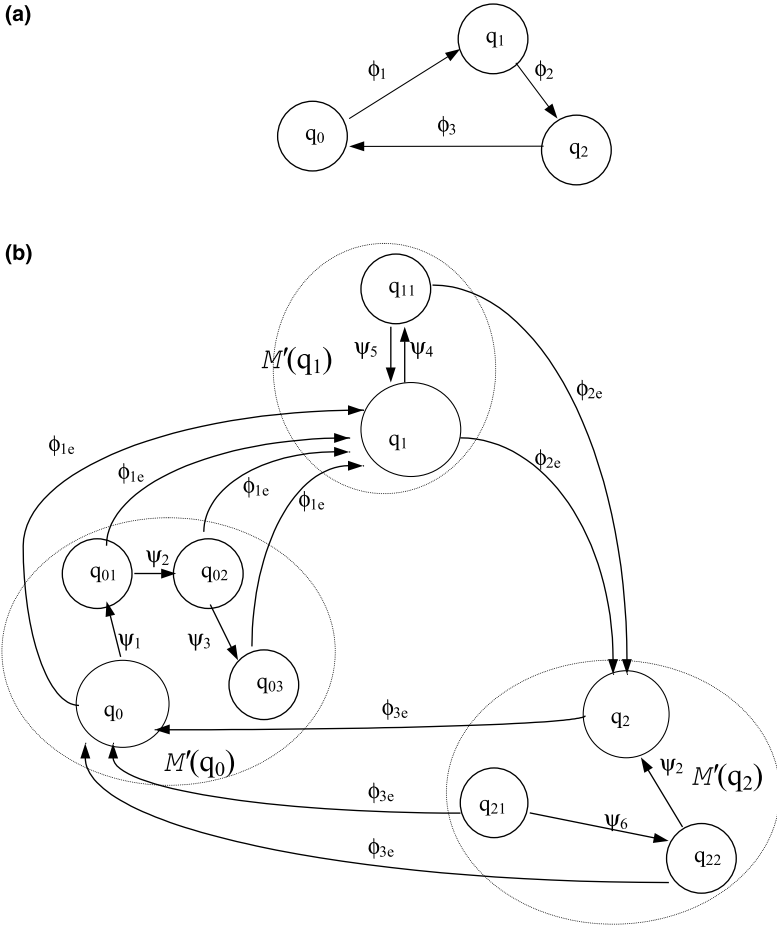 (a)
q₁
ϕ₁
ϕ₂
q₀
ϕ₃
q₂
(b)
q₁₁
ψ₅
ψ₄
M′(q₁)
ϕ₂ₑ
q₁
ϕ₁ₑ
ϕ₁ₑ
ϕ₂ₑ
ϕ₁ₑ
ϕ₁ₑ
q₀₁
ψ₂
q₀₂
ψ₁
ψ₃
q₀₃
q₀
ϕ₃ₑ
q₂
M′(q₀)
ψ₂
M′(q₂)
ϕ₃ₑ
q₂₁
ψ₆
ϕ₃ₑ
q₂₂